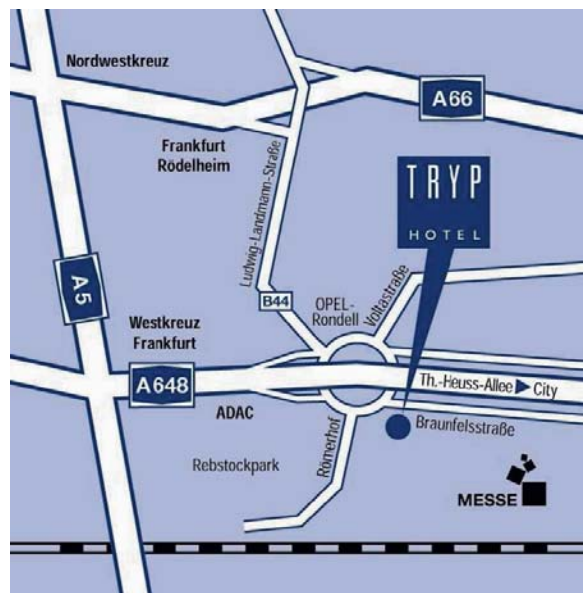 Nordwestkreuz
A66
Frankfurt
Rödelheim
Ludwig-Landmann-Straße
TRYP
HOTEL
A5
B44
OPEL-
Rondell
Voltastraße
Westkreuz
Frankfurt
A648
Th.-Heuss-Allee
City
ADAC
Braunfelsstraße
Römerhof
Rebstockpark
MESSE